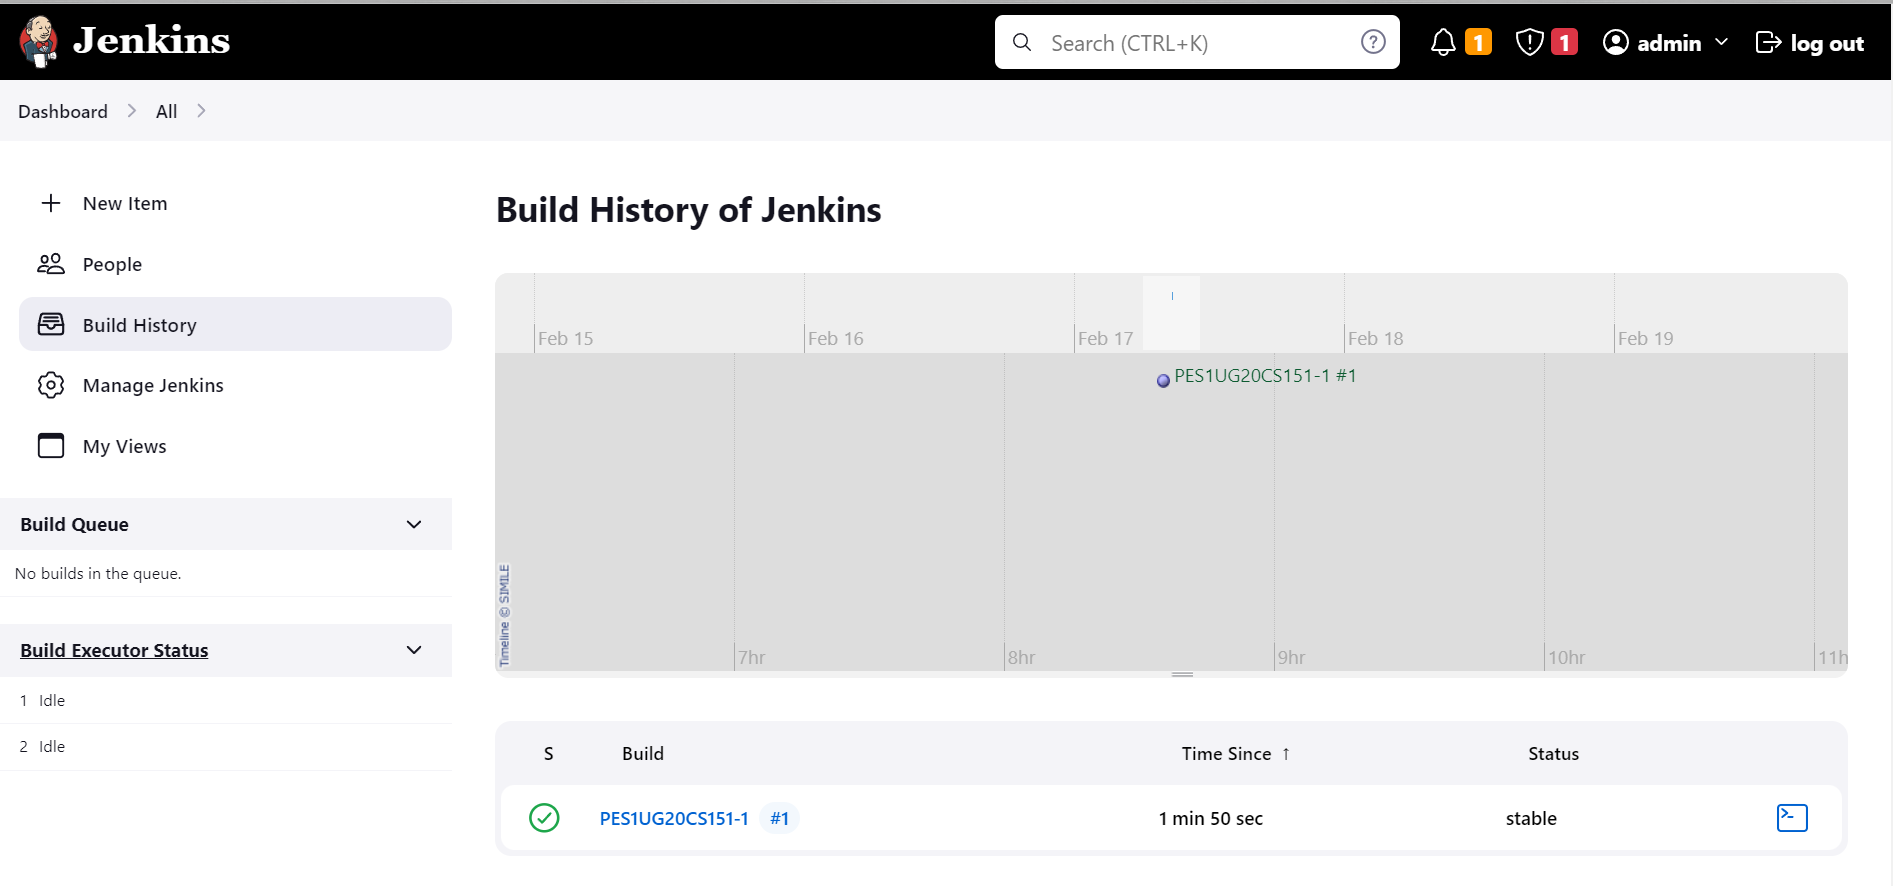 Jenkins
Search (CTRL+K)
1
1
admin
log out
Dashboard
All
New Item
People
Build History
Manage Jenkins
My Views
Build Queue
No builds in the queue.
Build Executor Status
1 Idle
2 Idle
Build History of Jenkins
Feb 15
Feb 16
Feb 17
Feb 18
Feb 19
PES1UG20CS151-1 #1
Timeline © SIMILE
7hr
8hr
9hr
10hr
11h
S Build Time Since ↑ Status
PES1UG20CS151-1 #1 1 min 50 sec stable